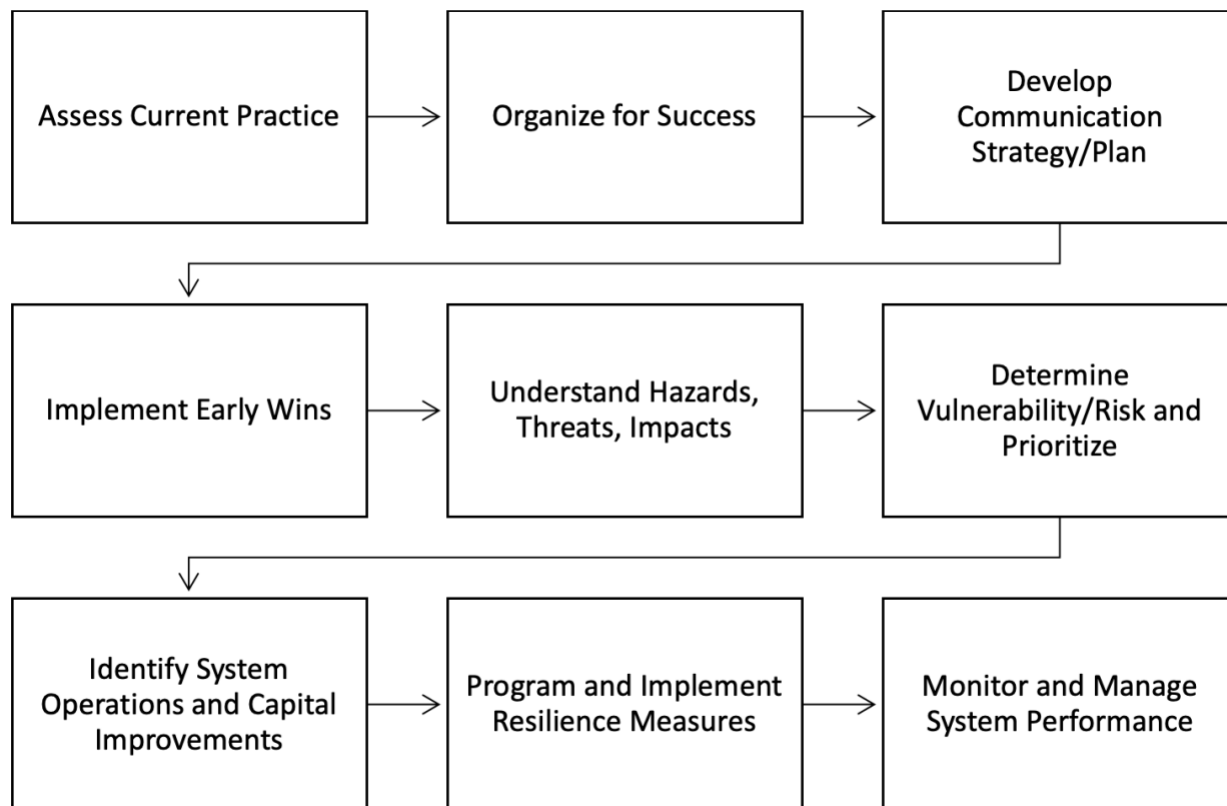 Assess Current Practice
Organize for Success
Develop
Communication
Strategy/Plan
Implement Early Wins
Understand Hazards,
Threats, Impacts
Determine
Vulnerability/Risk and
Prioritize
Identify System
Operations and Capital
Improvements
Program and Implement
Resilience Measures
Monitor and Manage
System Performance